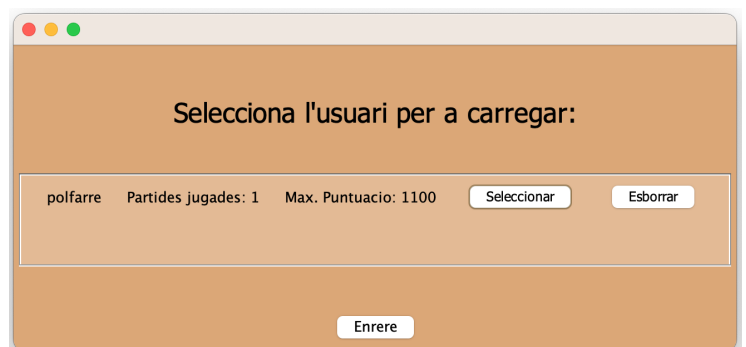 Selecciona l'usuari per a carregar:
polfarre Partides jugades: 1 Max. Puntuacio: 1100 Seleccionar Esborrar
Enrere